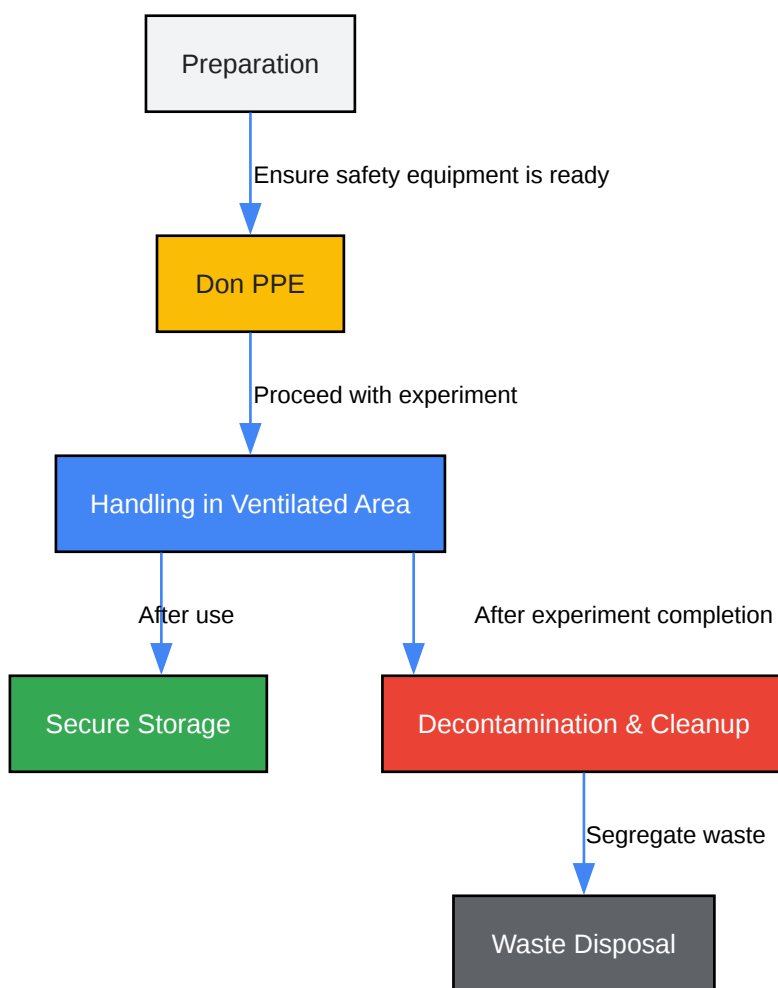 Preparation
Ensure safety equipment is ready
Don PPE
Proceed with experiment
Handling in Ventilated Area
After use
After experiment completion
Secure Storage
Decontamination & Cleanup
Segregate waste
Waste Disposal